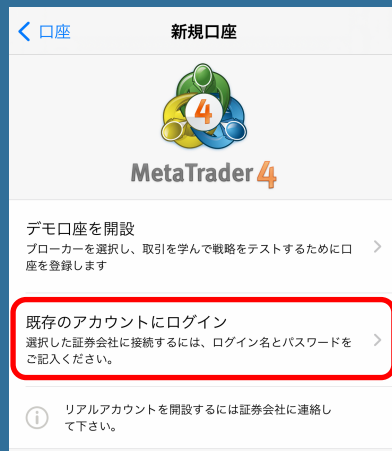 口座
新規口座
4
MetaTrader 4
デモ口座を開設
ブローカーを選択し、取引を学んで戦略をテストするために口
座を登録します
既存のアカウントにログイン
選択した証券会社に接続するには、ログイン名とパスワードを
ご記入ください。
リアルアカウントを開設するには証券会社に連絡し
て下さい。